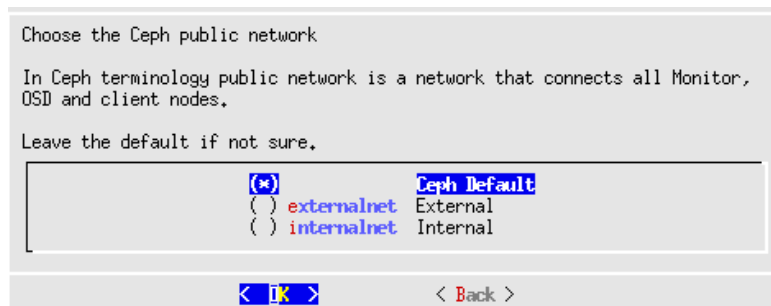 Choose the Ceph public network
In Ceph terminology public network is a network that connects all Monitor,
OSD and client nodes.
Leave the default if not sure.
(*) Ceph Default
( ) externalnet External
( ) internalnet Internal
< OK > < Back >